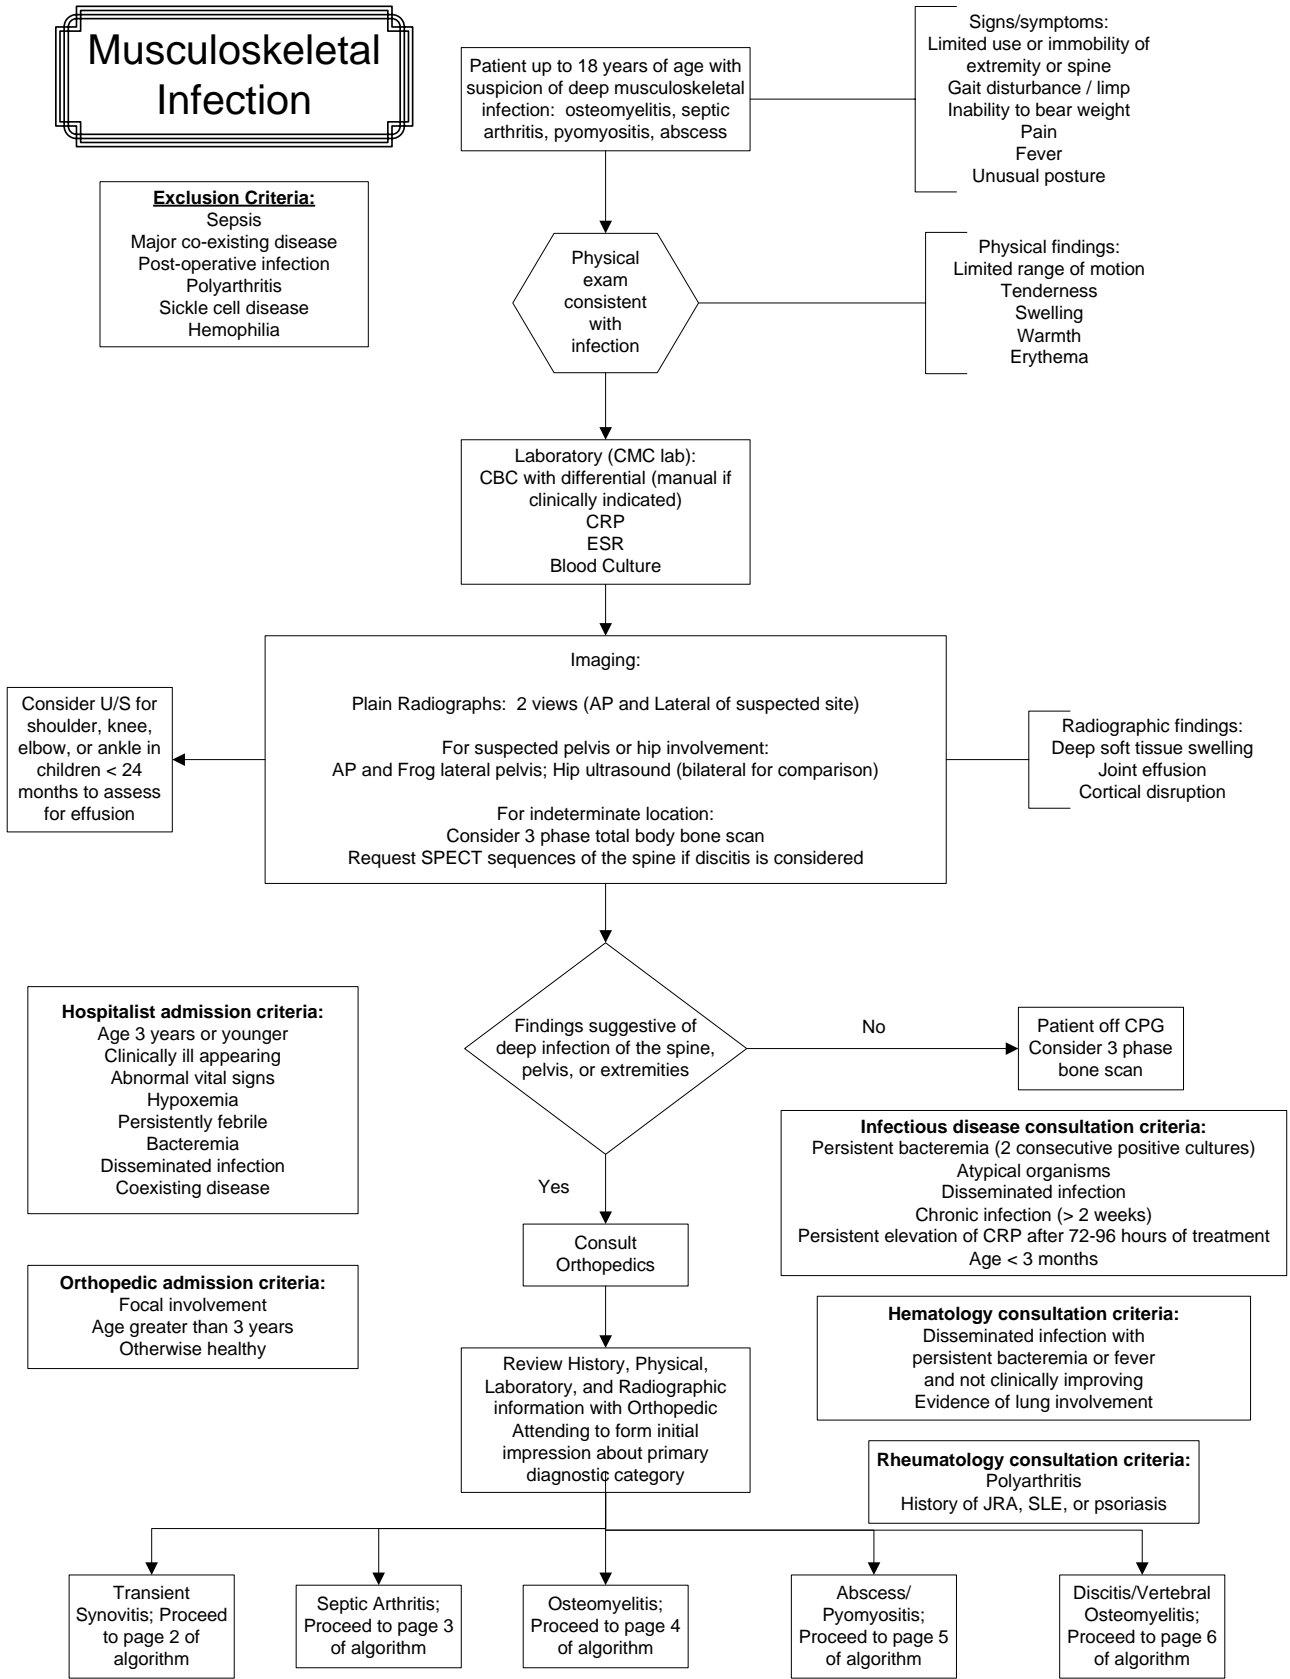 Musculoskeletal
Infection
Patient up to 18 years of age with
suspicion of deep musculoskeletal
infection:  osteomyelitis, septic
arthritis, pyomyositis, abscess
Signs/symptoms:
Limited use or immobility of
extremity or spine
Gait disturbance / limp
Inability to bear weight
Pain
Fever
Unusual posture
Exclusion Criteria:
Sepsis
Major co-existing disease
Post-operative infection
Polyarthritis
Sickle cell disease
Hemophilia
Physical
exam
consistent
with
infection
Physical findings:
Limited range of motion
Tenderness
Swelling
Warmth
Erythema
Laboratory (CMC lab):
CBC with differential (manual if
clinically indicated)
CRP
ESR
Blood Culture
Imaging:
Plain Radiographs:  2 views (AP and Lateral of suspected site)
For suspected pelvis or hip involvement:
AP and Frog lateral pelvis; Hip ultrasound (bilateral for comparison)
For indeterminate location:
Consider 3 phase total body bone scan
Request SPECT sequences of the spine if discitis is considered
Consider U/S for
shoulder, knee,
elbow, or ankle in
children < 24
months to assess
for effusion
Radiographic findings:
Deep soft tissue swelling
Joint effusion
Cortical disruption
Hospitalist admission criteria:
Age 3 years or younger
Clinically ill appearing
Abnormal vital signs
Hypoxemia
Persistently febrile
Bacteremia
Disseminated infection
Coexisting disease
Findings suggestive of
deep infection of the spine,
pelvis, or extremities
No
Patient off CPG
Consider 3 phase
bone scan
Infectious disease consultation criteria:
Persistent bacteremia (2 consecutive positive cultures)
Atypical organisms
Disseminated infection
Chronic infection (> 2 weeks)
Persistent elevation of CRP after 72-96 hours of treatment
Age < 3 months
Yes
Consult
Orthopedics
Orthopedic admission criteria:
Focal involvement
Age greater than 3 years
Otherwise healthy
Hematology consultation criteria:
Disseminated infection with
persistent bacteremia or fever
and not clinically improving
Evidence of lung involvement
Review History, Physical,
Laboratory, and Radiographic
information with Orthopedic
Attending to form initial
impression about primary
diagnostic category
Rheumatology consultation criteria:
Polyarthritis
History of JRA, SLE, or psoriasis
Transient
Synovitis; Proceed
to page 2 of
algorithm
Septic Arthritis;
Proceed to page 3
of algorithm
Osteomyelitis;
Proceed to page 4
of algorithm
Abscess/
Pyomyositis;
Proceed to page 5
of algorithm
Discitis/Vertebral
Osteomyelitis;
Proceed to page 6
of algorithm